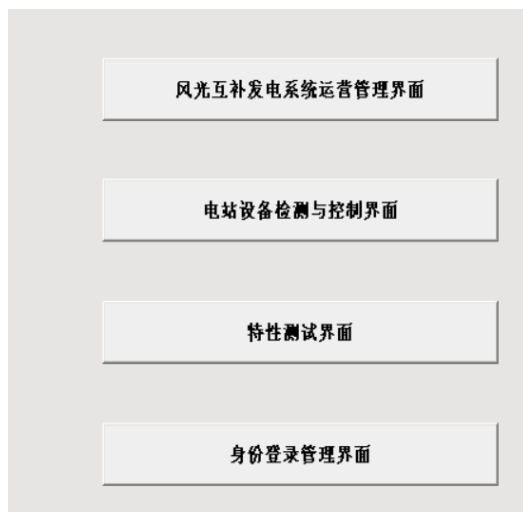 风光互补发电系统运营管理界面
电站设备检测与控制界面
特性测试界面
身份登录管理界面